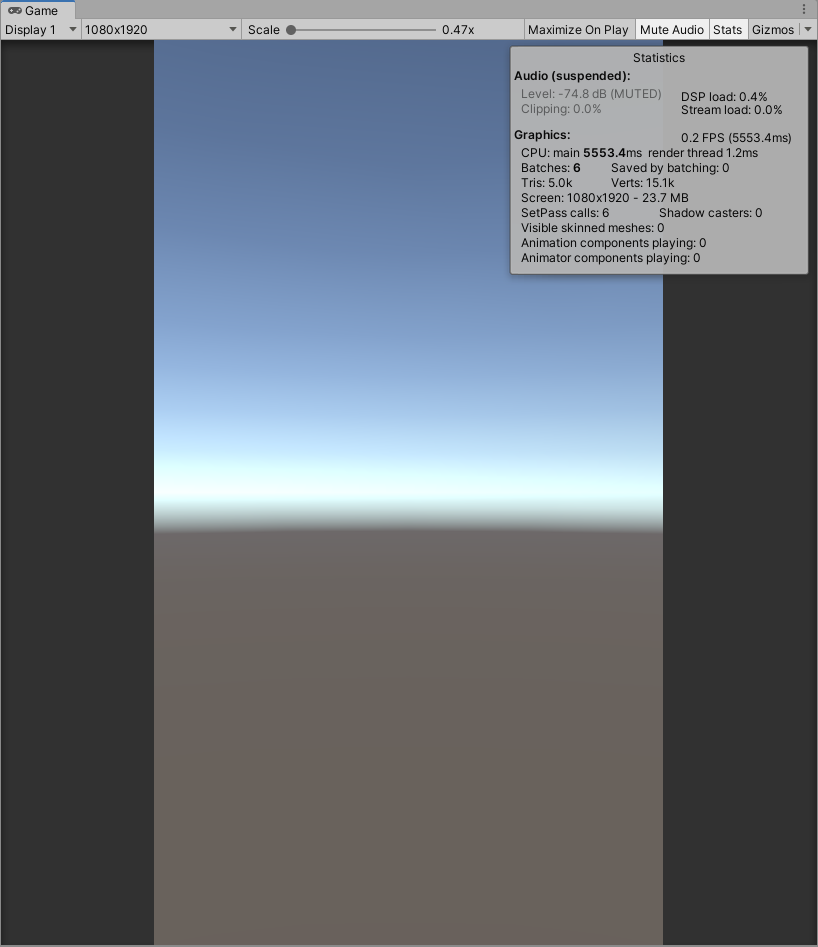 Game
Display 1 1080x1920 Scale 0.47x Maximize On Play Mute Audio Stats Gizmos
Statistics
Audio (suspended):
Level: -74.8 dB (MUTED) DSP load: 0.4%
Clipping: 0.0% Stream load: 0.0%
Graphics: 0.2 FPS (5553.4ms)
CPU: main 5553.4ms render thread 1.2ms
Batches: 6 Saved by batching: 0
Tris: 5.0k Verts: 15.1k
Screen: 1080x1920 - 23.7 MB
SetPass calls: 6 Shadow casters: 0
Visible skinned meshes: 0
Animation components playing: 0
Animator components playing: 0